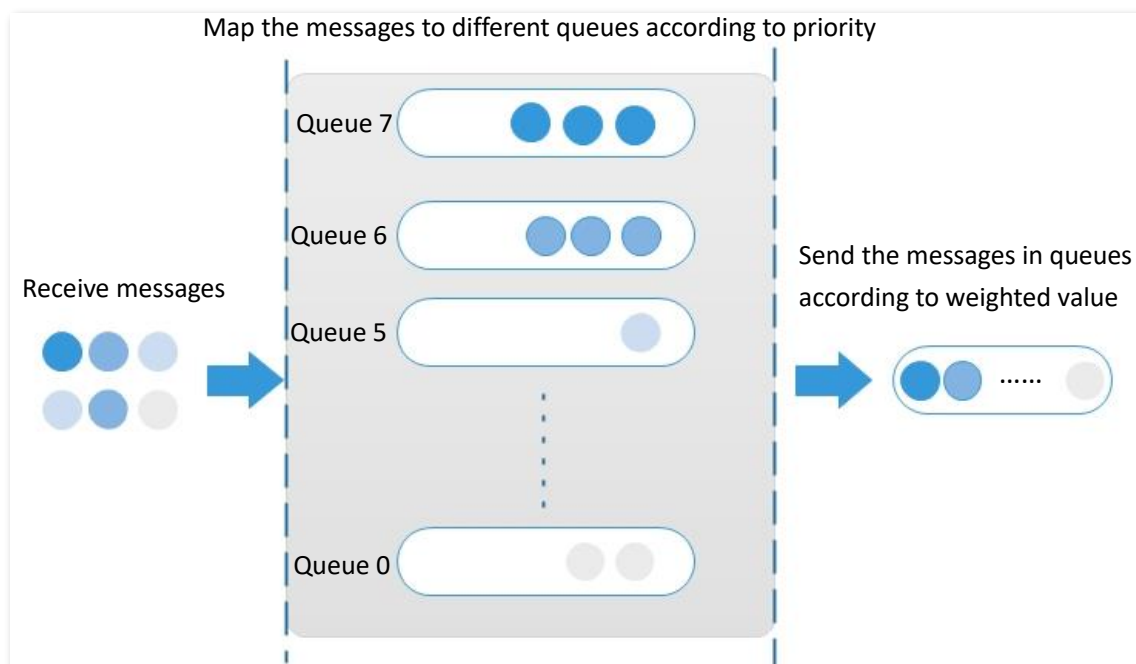 Map the messages to different queues according to priority
Queue 7
Queue 6
Queue 5
Queue 0
Receive messages
Send the messages in queues
according to weighted value
......